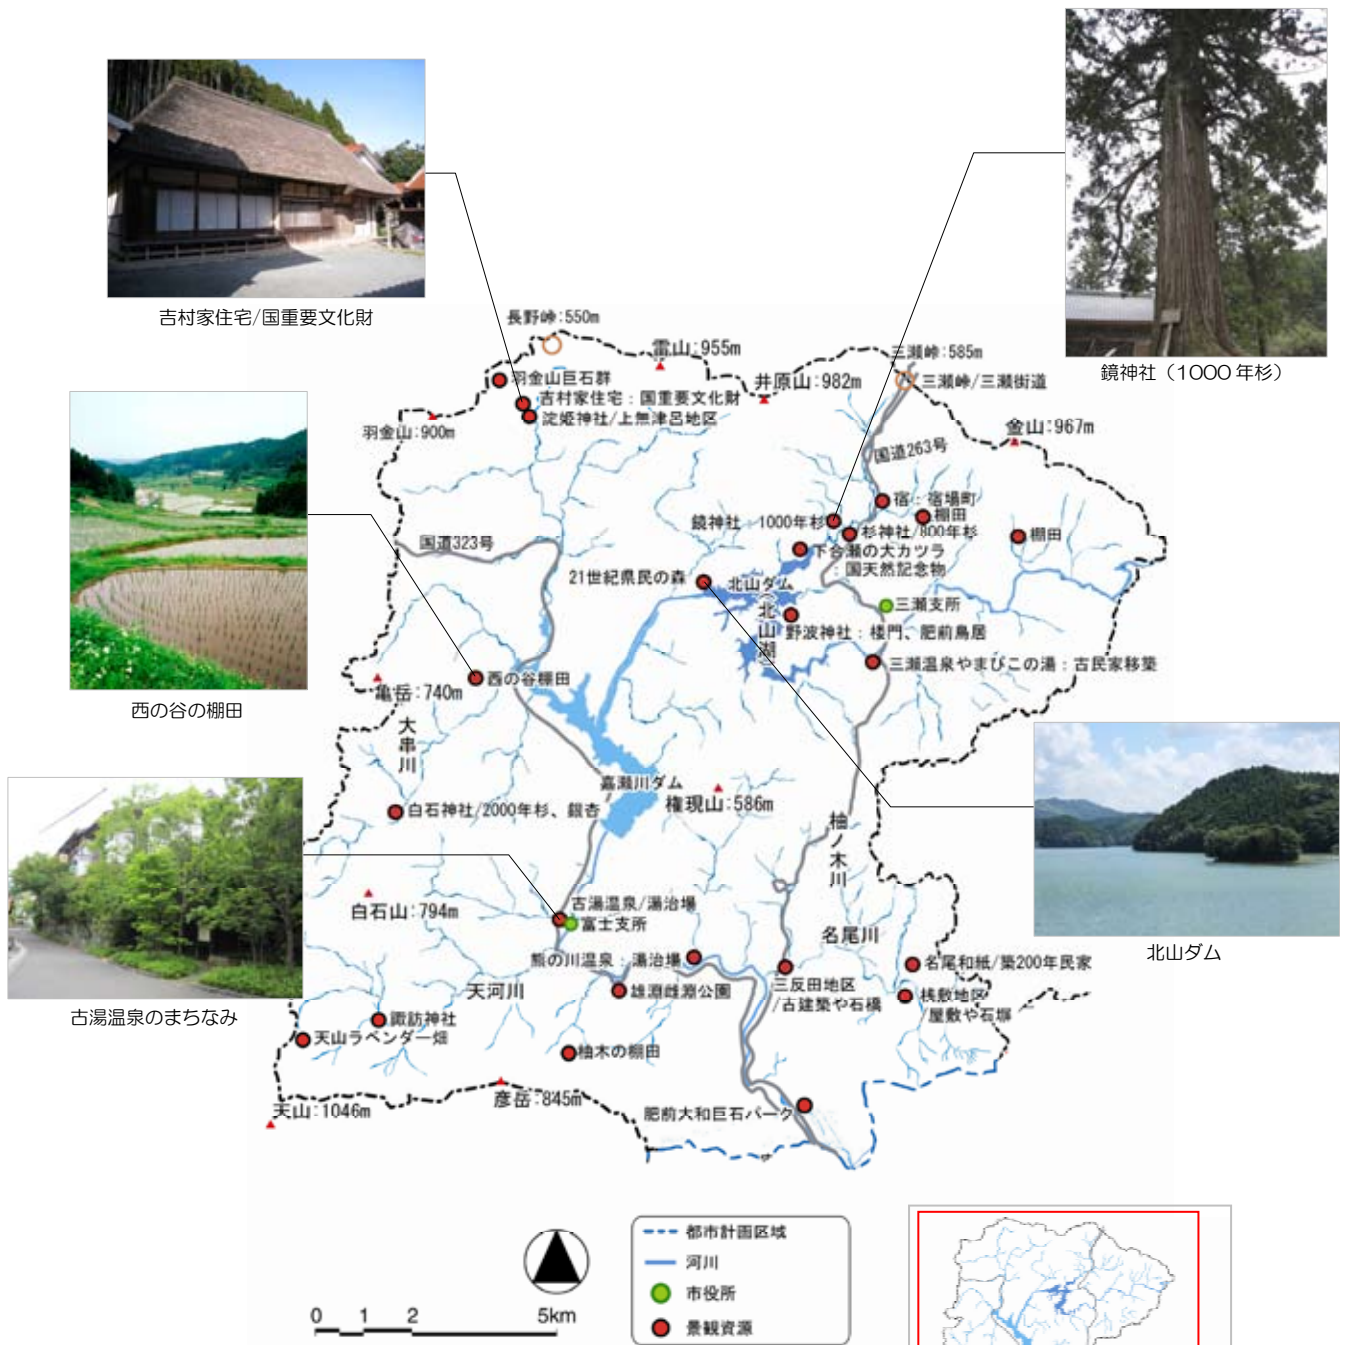 吉村家住宅/国重要文化財
鏡神社（1000年杉）
長野峠:550m
雷山:955m
三瀬峠:585m
羽金山巨石群
井原山:982m
三瀬峠/三瀬街道
吉村家住宅：国重要文化財
淀姫神社/上無津呂地区
羽金山:900m
金山:967m
国道263号
宿：宿場町
棚田
鏡神社：1000年杉
杉神社/800年杉
棚田
国道323号
下合瀬の大カツラ
：国天然記念物
21世紀県民の森
北山ダム
（北山湖）
三瀬支所
野波神社：楼門、肥前鳥居
三瀬温泉やまびこの湯：古民家移築
西の谷棚田
亀岳:740m
西の谷の棚田
大串川
嘉瀬川ダム
権現山:586m
白石神社/2000年杉、銀杏
柚ノ木川
白石山:794m
古湯温泉/湯治場
富士支所
名尾川
北山ダム
熊の川温泉：湯治場
名尾和紙/築200年民家
天河川
雄淵雌淵公園
三反田地区
/古建築や石橋
桟敷地区
/屋敷や石塀
古湯温泉のまちなみ
諏訪神社
天山ラベンダー畑
柚木の棚田
彦岳:845m
天山:1046m
肥前大和巨石パーク
都市計画区域
河川
市役所
景観資源
0 1 2 5km